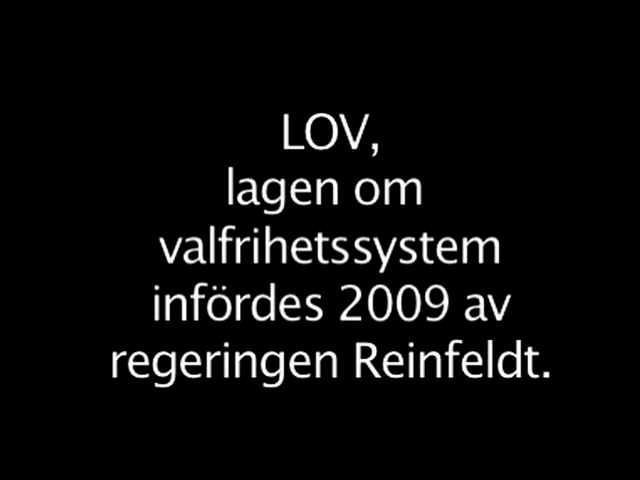 LOV,
lagen om
valfrihetssystem
infördes 2009 av
regeringen Reinfeldt.